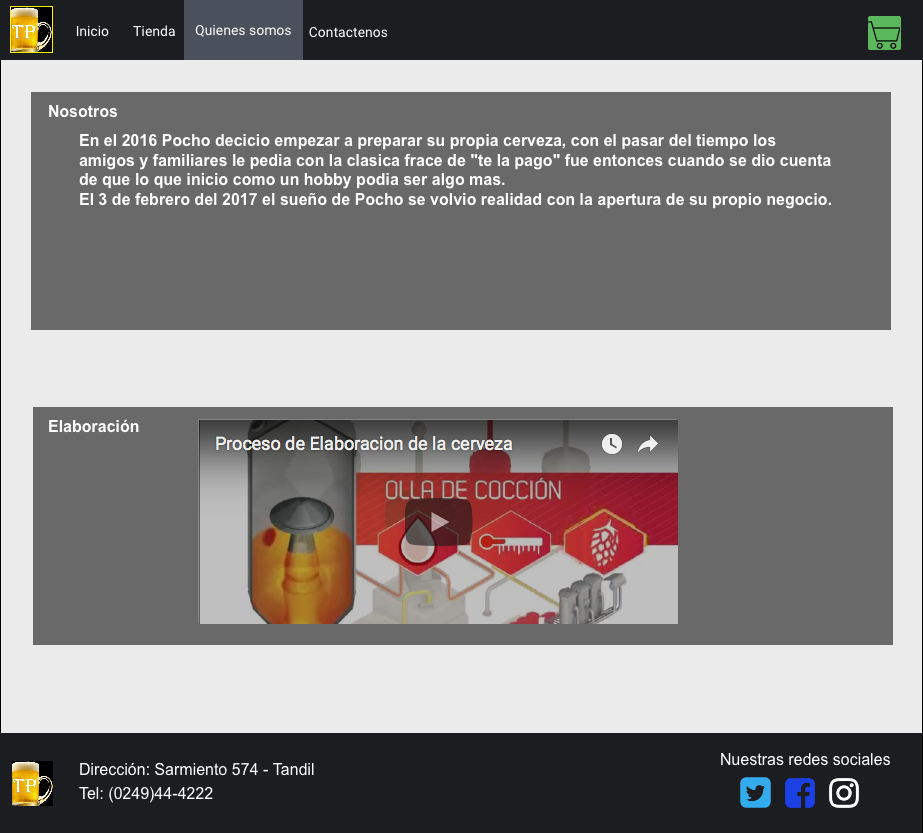 TP
Inicio
Tienda
Quienes somos
Contactenos
Nosotros
En el 2016 Pocho decicio empezar a preparar su propia cerveza, con el pasar del tiempo los
amigos y familiares le pedia con la clasica frace de "te la pago" fue entonces cuando se dio cuenta
de que lo que inicio como un hobby podia ser algo mas.
El 3 de febrero del 2017 el sueño de Pocho se volvio realidad con la apertura de su propio negocio.
Elaboración
Proceso de Elaboracion de la cerveza
OLLA DE COCCIÓN
TP
Dirección: Sarmiento 574 - Tandil
Tel: (0249)44-4222
Nuestras redes sociales